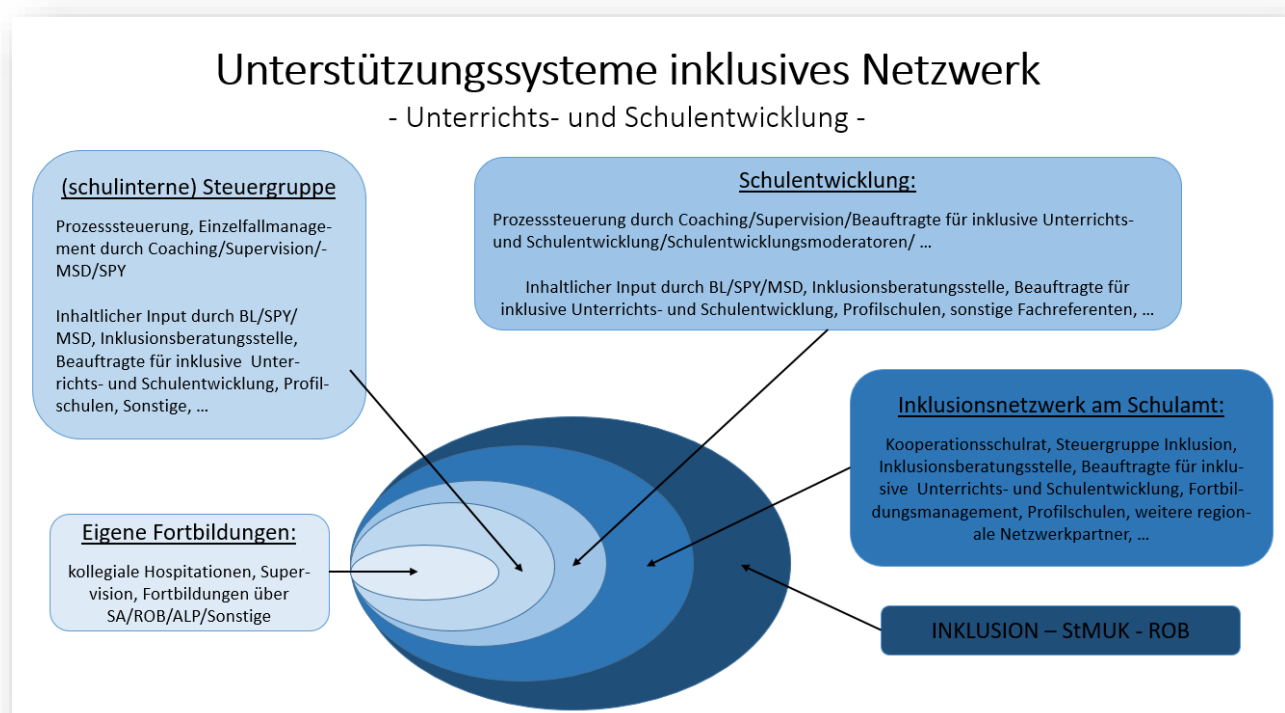 Unterstützungssysteme inklusives Netzwerk
- Unterrichts- und Schulentwicklung -
(schulinterne) Steuergruppe
Prozesssteuerung, Einzelfallmanage-
ment durch Coaching/Supervision/-
MSD/SPY
Inhaltlicher Input durch BL/SPY/
MSD, Inklusionsberatungsstelle,
Beauftragte für inklusive Unter-
richts- und Schulentwicklung, Profil-
schulen, Sonstige, …
Schulentwicklung:
Prozesssteuerung durch Coaching/Supervision/Beauftragte für inklusive Unterrichts-
und Schulentwicklung/Schulentwicklungsmoderatoren/ …
Inhaltlicher Input durch BL/SPY/MSD, Inklusionsberatungsstelle, Beauftragte für
inklusive Unterrichts- und Schulentwicklung, Profilschulen, sonstige Fachreferenten, …
Inklusionsnetzwerk am Schulamt:
Kooperationsschulrat, Steuergruppe Inklusion,
Inklusionsberatungsstelle, Beauftragte für inklu-
sive Unterrichts- und Schulentwicklung, Fortbil-
dungsmanagement, Profilschulen, weitere region-
ale Netzwerkpartner, …
Eigene Fortbildungen:
kollegiale Hospitationen, Super-
vision, Fortbildungen über
SA/ROB/ALP/Sonstige
INKLUSION – StMUK - ROB